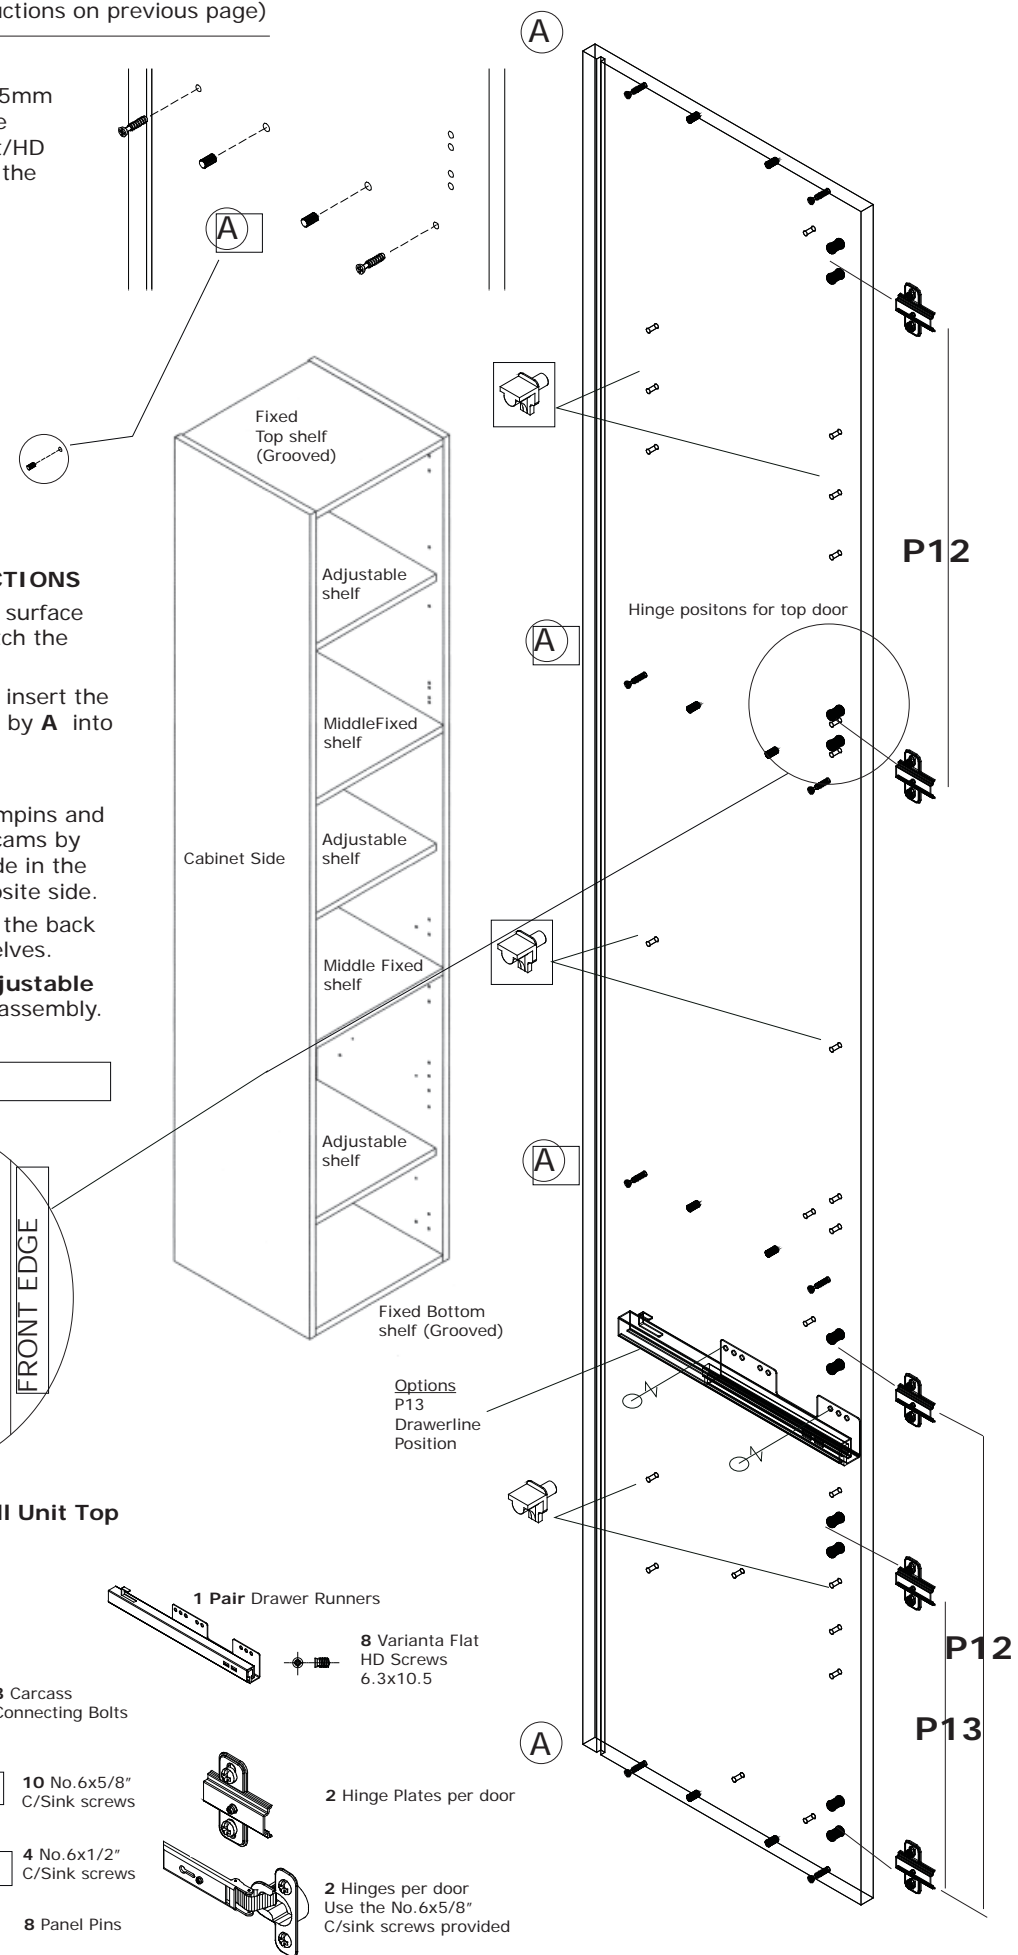 uctions on previous page)
5mm
e
t/HD
the
A
A
Fixed
Top shelf
(Grooved)
Adjustable
shelf
MiddleFixed
shelf
Adjustable
shelf
Cabinet Side
Middle Fixed
shelf
Adjustable
shelf
Fixed Bottom
shelf (Grooved)
CTIONS
surface
tch the
insert the
by A into
mpins and
cams by
de in the
osite side.
the back
elves.
djustable
assembly.
FRONT EDGE
P12
Hinge positons for top door
A
A
Options
P13
Drawerline
Position
P12
P13
A
ll Unit Top
1 Pair Drawer Runners
8 Varianta Flat
HD Screws
6.3x10.5
8 Carcass
Connecting Bolts
10 No.6x5/8"
C/Sink screws
2 Hinge Plates per door
4 No.6x1/2"
C/Sink screws
2 Hinges per door
Use the No.6x5/8"
C/sink screws provided
8 Panel Pins